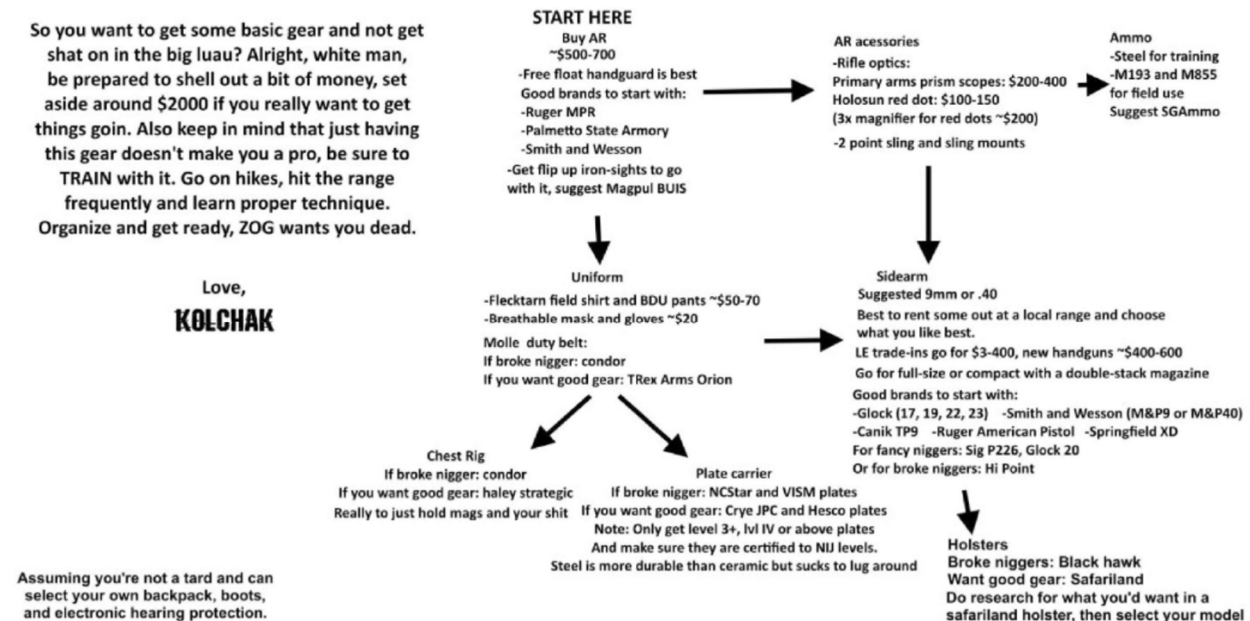 So you want to get some basic gear and not get
shat on in the big luau? Alright, white man,
be prepared to shell out a bit of money, set
aside around $2000 if you really want to get
things goin. Also keep in mind that just having
this gear doesn't make you a pro, be sure to
TRAIN with it. Go on hikes, hit the range
frequently and learn proper technique.
Organize and get ready, ZOG wants you dead.
Love,
KOLCHAK
START HERE
Buy AR
~$500-700
-Free float handguard is best
Good brands to start with:
-Ruger MPR
-Palmetto State Armory
-Smith and Wesson
-Get flip up iron-sights to go
with it, suggest Magpul BUIS
AR acessories
-Rifle optics:
Primary arms prism scopes: $200-400
Holosun red dot: $100-150
(3x magnifier for red dots ~$200)
-2 point sling and sling mounts
Ammo
-Steel for training
-M193 and M855
for field use
Suggest SGAmmo
Uniform
-Flecktarn field shirt and BDU pants ~$50-70
-Breathable mask and gloves ~$20
Molle duty belt:
If broke nigger: condor
If you want good gear: TRex Arms Orion
Sidearm
Suggested 9mm or .40
Best to rent some out at a local range and choose
what you like best.
LE trade-ins go for $3-400, new handguns ~$400-600
Go for full-size or compact with a double-stack magazine
Good brands to start with:
-Glock (17, 19, 22, 23) -Smith and Wesson (M&P9 or M&P40)
-Canik TP9 -Ruger American Pistol -Springfield XD
For fancy niggers: Sig P226, Glock 20
Or for broke niggers: Hi Point
Chest Rig
If broke nigger: condor
If you want good gear: haley strategic
Really to just hold mags and your shit
Plate carrier
If broke nigger: NCStar and VISM plates
If you want good gear: Crye JPC and Hesco plates
Note: Only get level 3+, lvl IV or above plates
And make sure they are certified to NIJ levels.
Steel is more durable than ceramic but sucks to lug around
Holsters
Broke niggers: Black hawk
Want good gear: Safariland
Do research for what you'd want in a
safariland holster, then select your model
Assuming you're not a tard and can
select your own backpack, boots,
and electronic hearing protection.